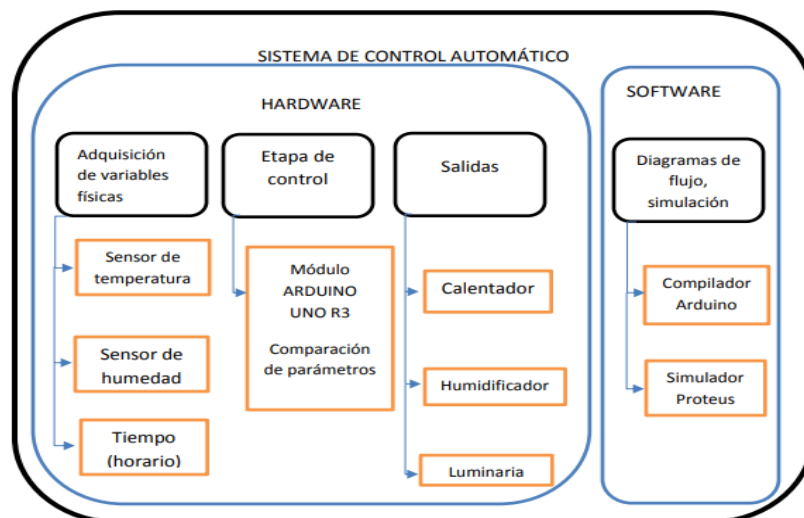 SISTEMA DE CONTROL AUTOMÁTICO
HARDWARE
Adquisición
de variables
físicas
Sensor de
temperatura
Sensor de
humedad
Tiempo
(horario)
Etapa de
control
Módulo
ARDUINO
UNO R3
Comparación
de parámetros
Salidas
Calentador
Humidificador
Luminaria
SOFTWARE
Diagramas de
flujo,
simulación
Compilador
Arduino
Simulador
Proteus